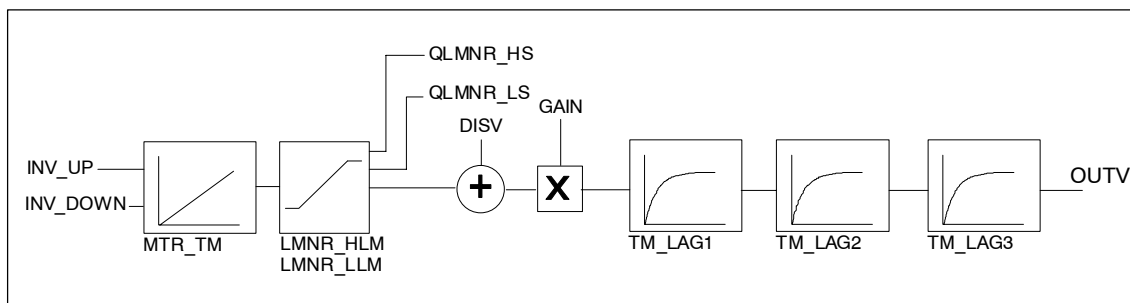 QLMNR_HS
QLMNR_LS
GAIN
DISV
INV_UP
INV_DOWN
+
X
OUTV
MTR_TM
LMNR_HLM
LMNR_LLM
TM_LAG1
TM_LAG2
TM_LAG3